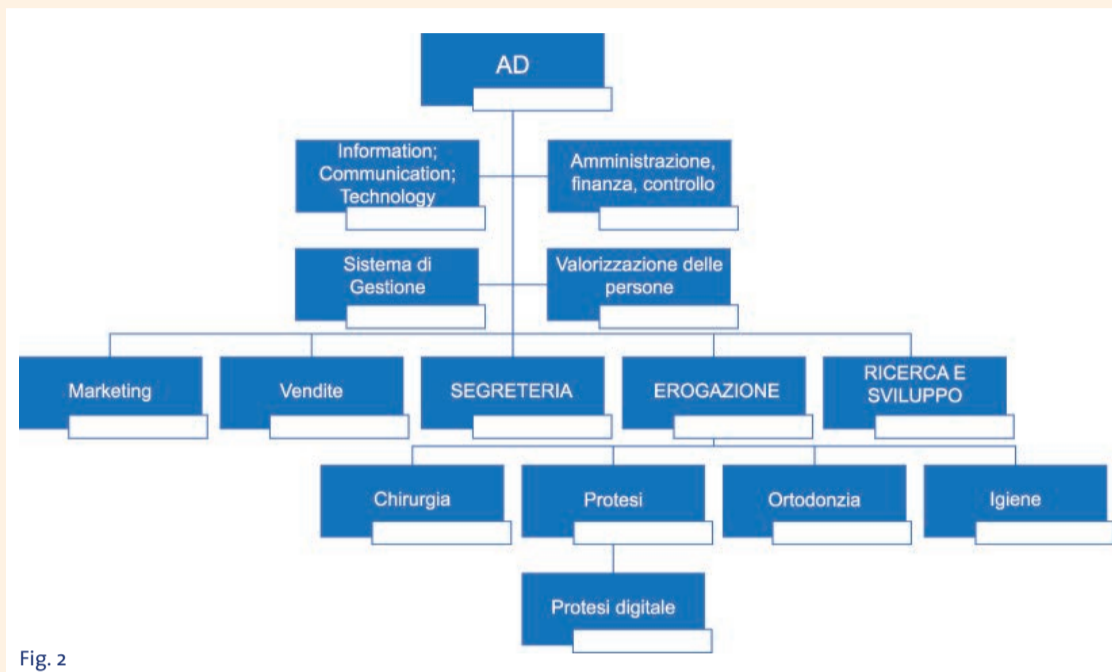 AD
Information;
Communication;
Technology
Amministrazione,
finanza, controllo
Sistema di
Gestione
Valorizzazione delle
persone
Marketing
Vendite
SEGRETERIA
EROGAZIONE
RICERCA E
SVILUPPO
Chirurgia
Protesi
Ortodonzia
Igiene
Protesi digitale
Fig. 2